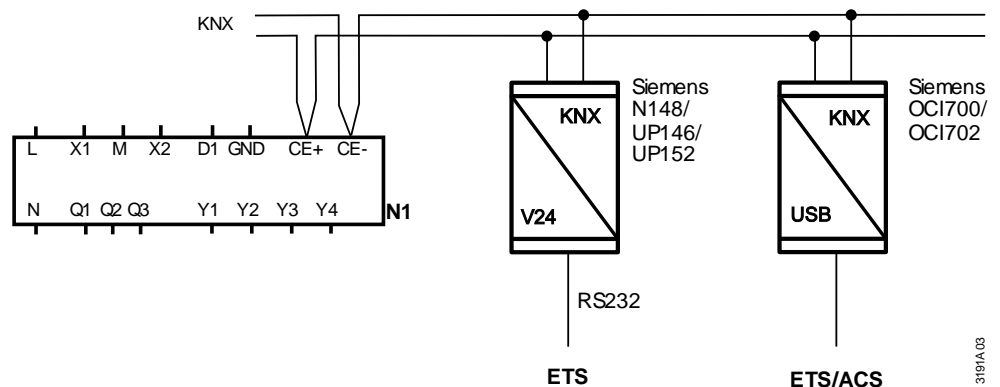 KNX
L X1 M X2 D1 GND CE+ CE-
N Q1 Q2 Q3 Y1 Y2 Y3 Y4
N1
KNX
V24
Siemens
N148/
UP146/
UP152
RS232
ETS
KNX
USB
Siemens
OCI700/
OCI702
ETS/ACS
3191A03